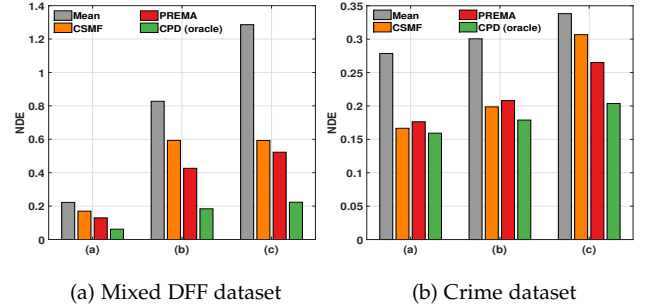 1.4
1.2
1
0.8
0.6
0.4
0.2
0
NDE
Mean
CSMF
PREMA
CPD (oracle)
(a)
(b)
(c)
(a) Mixed DFF dataset
0.35
0.3
0.25
0.2
0.15
0.1
0.05
0
NDE
Mean
CSMF
PREMA
CPD (oracle)
(a)
(b)
(c)
(b) Crime dataset